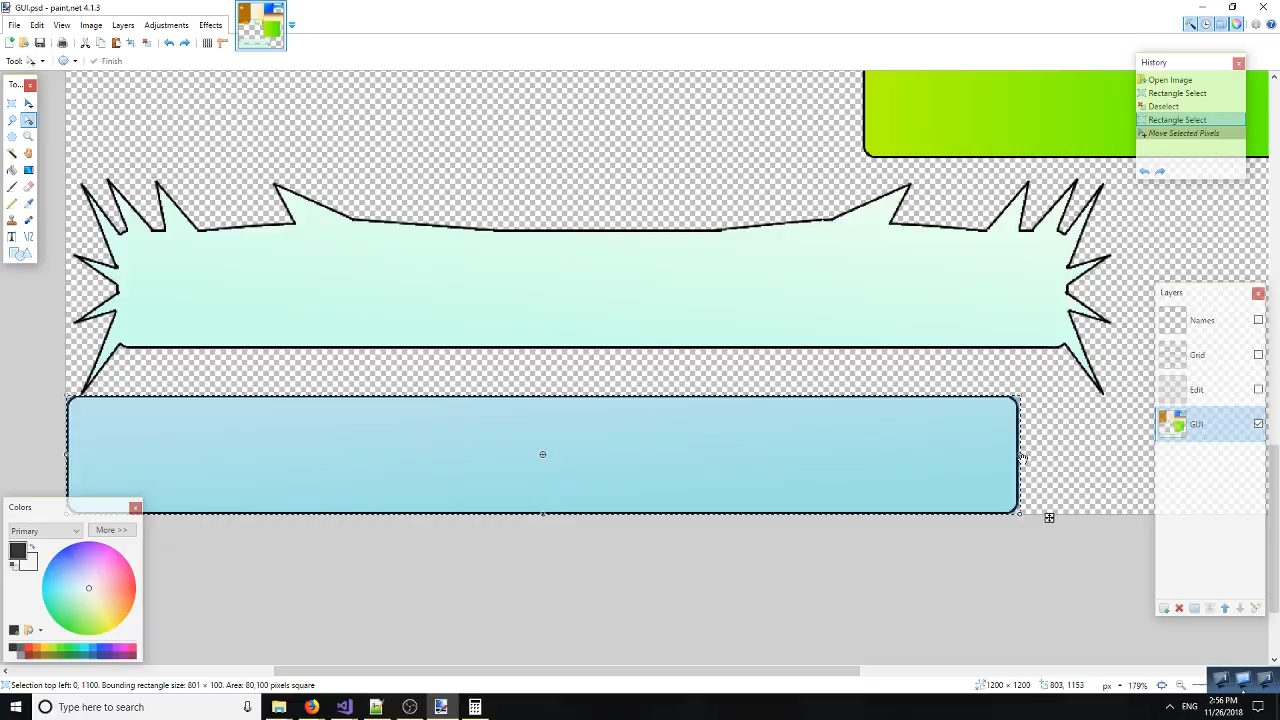 GUI.psd - paint.net 4.1.3
File Edit View Image Layers Adjustments Effects
Tool: Finish
To...
History
Open Image
Rectangle Select
Deselect
Rectangle Select
Move Selected Pixels
Layers
Names
Grid
Edit
GUI
Colors
Primary
More >>
Selection top left: 0, 1100. Bounding rectangle size: 801 × 100. Area: 80,100 pixels square
1200 × 1200
803, 1153
px
179%
Type here to search
2:56 PM
11/26/2018